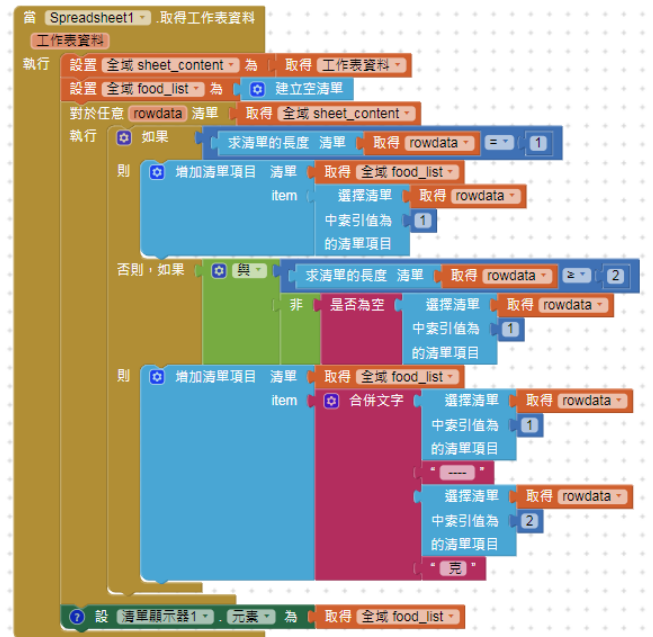 當 Spreadsheet1 .取得工作表資料
工作表資料
執行 設置 全域 sheet_content 為 取得 工作表資料
設置 全域 food_list 為 建立空清單
對於任意 rowdata 清單 取得 全域 sheet_content
執行 如果 求清單的長度 清單 取得 rowdata = 1
則 增加清單項目 清單 取得 全域 food_list
item 選擇清單 取得 rowdata
中索引值為 1
的清單項目
否則,如果 與 求清單的長度 清單 取得 rowdata ≥ 2
非 是否為空 選擇清單 取得 rowdata
中索引值為 1
的清單項目
則 增加清單項目 清單 取得 全域 food_list
item 合併文字 選擇清單 取得 rowdata
中索引值為 1
的清單項目
" ---- "
選擇清單 取得 rowdata
中索引值為 2
的清單項目
" 克 "
? 設 清單顯示器1 . 元素 為 取得 全域 food_list